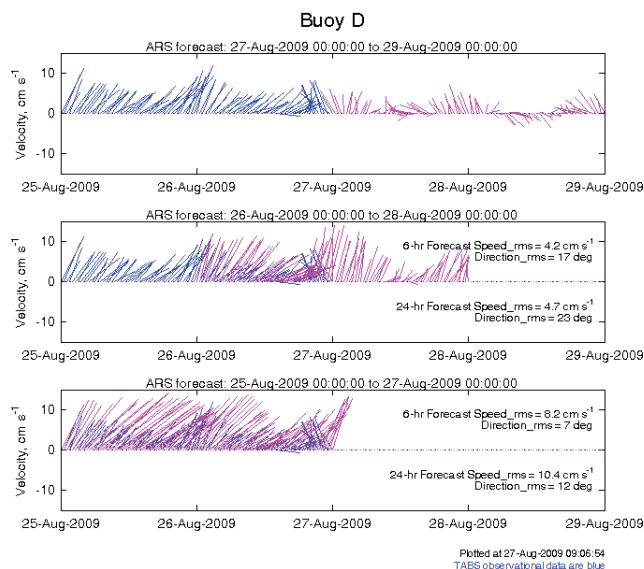 Buoy D
ARS forecast: 27-Aug-2009 00:00:00 to 29-Aug-2009 00:00:00
Velocity, cm s⁻¹
10
0
-10
25-Aug-2009 26-Aug-2009 27-Aug-2009 28-Aug-2009 29-Aug-2009
ARS forecast: 26-Aug-2009 00:00:00 to 28-Aug-2009 00:00:00
Velocity, cm s⁻¹
10
0
-10
6-hr Forecast Speed_rms = 4.2 cm s⁻¹
Direction_rms = 17 deg
24-hr Forecast Speed_rms = 4.7 cm s⁻¹
Direction_rms = 23 deg
25-Aug-2009 26-Aug-2009 27-Aug-2009 28-Aug-2009 29-Aug-2009
ARS forecast: 25-Aug-2009 00:00:00 to 27-Aug-2009 00:00:00
Velocity, cm s⁻¹
10
0
-10
6-hr Forecast Speed_rms = 8.2 cm s⁻¹
Direction_rms = 7 deg
24-hr Forecast Speed_rms = 10.4 cm s⁻¹
Direction_rms = 12 deg
25-Aug-2009 26-Aug-2009 27-Aug-2009 28-Aug-2009 29-Aug-2009
Plotted at 27-Aug-2009 09:06:54
TABS observational data are blue